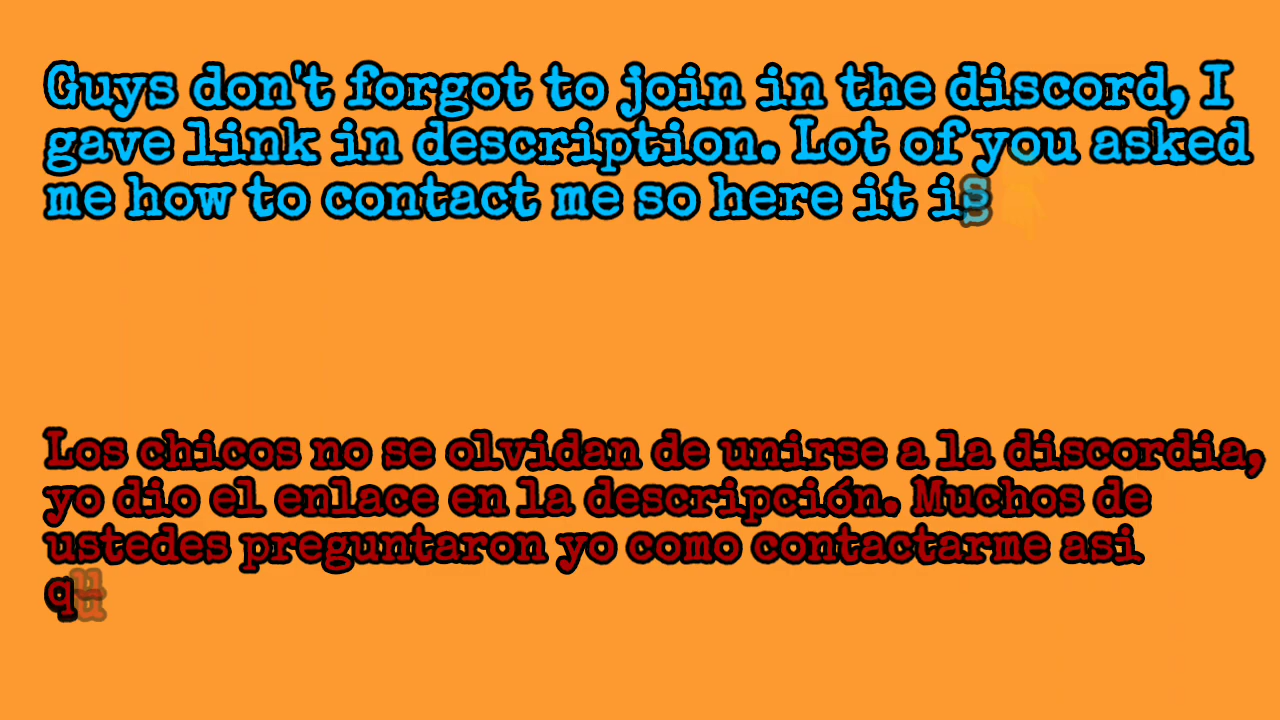 Guys don't forgot to join in the discord, I
gave link in description. Lot of you asked
me how to contact me so here it is
Los chicos no se olvidan de unirse a la discordia,
yo dio el enlace en la descripción. Muchos de
ustedes preguntaron yo como contactarme asi
qu